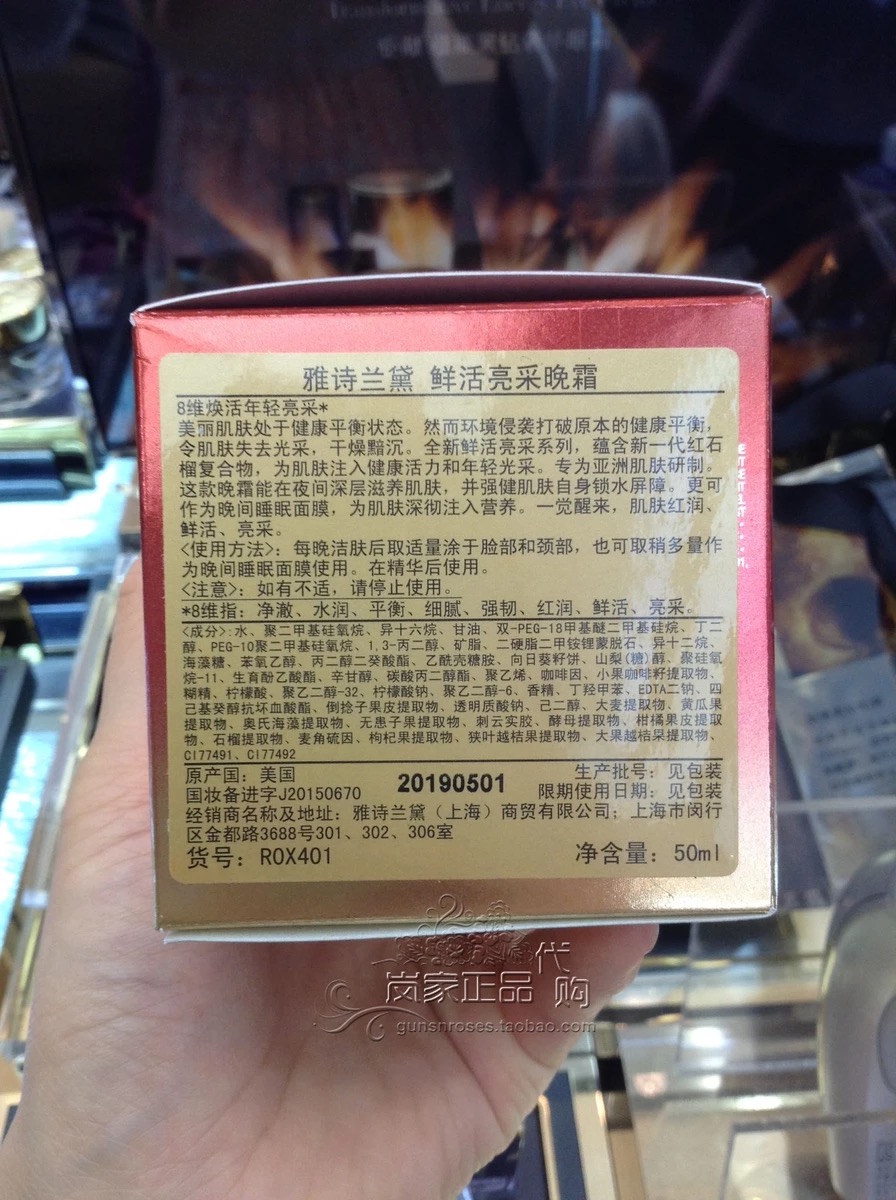 雅诗兰黛 鲜活亮采晚霜
8维焕活年轻亮采*
美丽肌肤处于健康平衡状态。然而环境侵袭打破原本的健康平衡，
令肌肤失去光采，干燥黯沉。全新鲜活亮采系列，蕴含新一代红石
榴复合物，为肌肤注入健康活力和年轻光采。专为亚洲肌肤研制。
这款晚霜能在夜间深层滋养肌肤，并强健肌肤自身锁水屏障。更可
作为晚间睡眠面膜，为肌肤深彻注入营养。一觉醒来，肌肤红润、
鲜活、亮采。
<使用方法>：每晚洁肤后取适量涂于脸部和颈部，也可取稍多量作
为晚间睡眠面膜使用。在精华后使用。
<注意>：如有不适，请停止使用。
*8维指：净澈、水润、平衡、细腻、强韧、红润、鲜活、亮采。
<成分>:水、聚二甲基硅氧烷、异十六烷、甘油、双-PEG-18甲基醚二甲基硅烷、丁二
醇、PEG-10聚二甲基硅氧烷、1,3-丙二醇、矿脂、二硬脂二甲铵锂蒙脱石、异十二烷、
海藻糖、苯氧乙醇、丙二醇二癸酸酯、乙酰壳糖胺、向日葵籽饼、山梨(糖)醇、聚硅氧
烷-11、生育酚乙酸酯、辛甘醇、碳酸丙二醇酯、聚乙烯、咖啡因、小果咖啡籽提取物、
糊精、柠檬酸、聚乙二醇-32、柠檬酸钠、聚乙二醇-6、香精、丁羟甲苯、EDTA二钠、四
己基癸醇抗坏血酸酯、倒捻子果皮提取物、透明质酸钠、己二醇、大麦提取物、黄瓜果
提取物、奥氏海藻提取物、无患子果提取物、刺云实胶、酵母提取物、柑橘果皮提取
物、石榴提取物、麦角硫因、枸杞果提取物、狭叶越桔果提取物、大果越桔果提取物、
CI77491、CI77492
原产国：美国 生产批号：见包装
国妆备进字J20150670 20190501 限期使用日期：见包装
经销商名称及地址：雅诗兰黛（上海）商贸有限公司；上海市闵行
区金都路3688号301、302、306室
货号：R0X401 净含量：50ml
岚家正品代购
gunsnroses.taobao.com